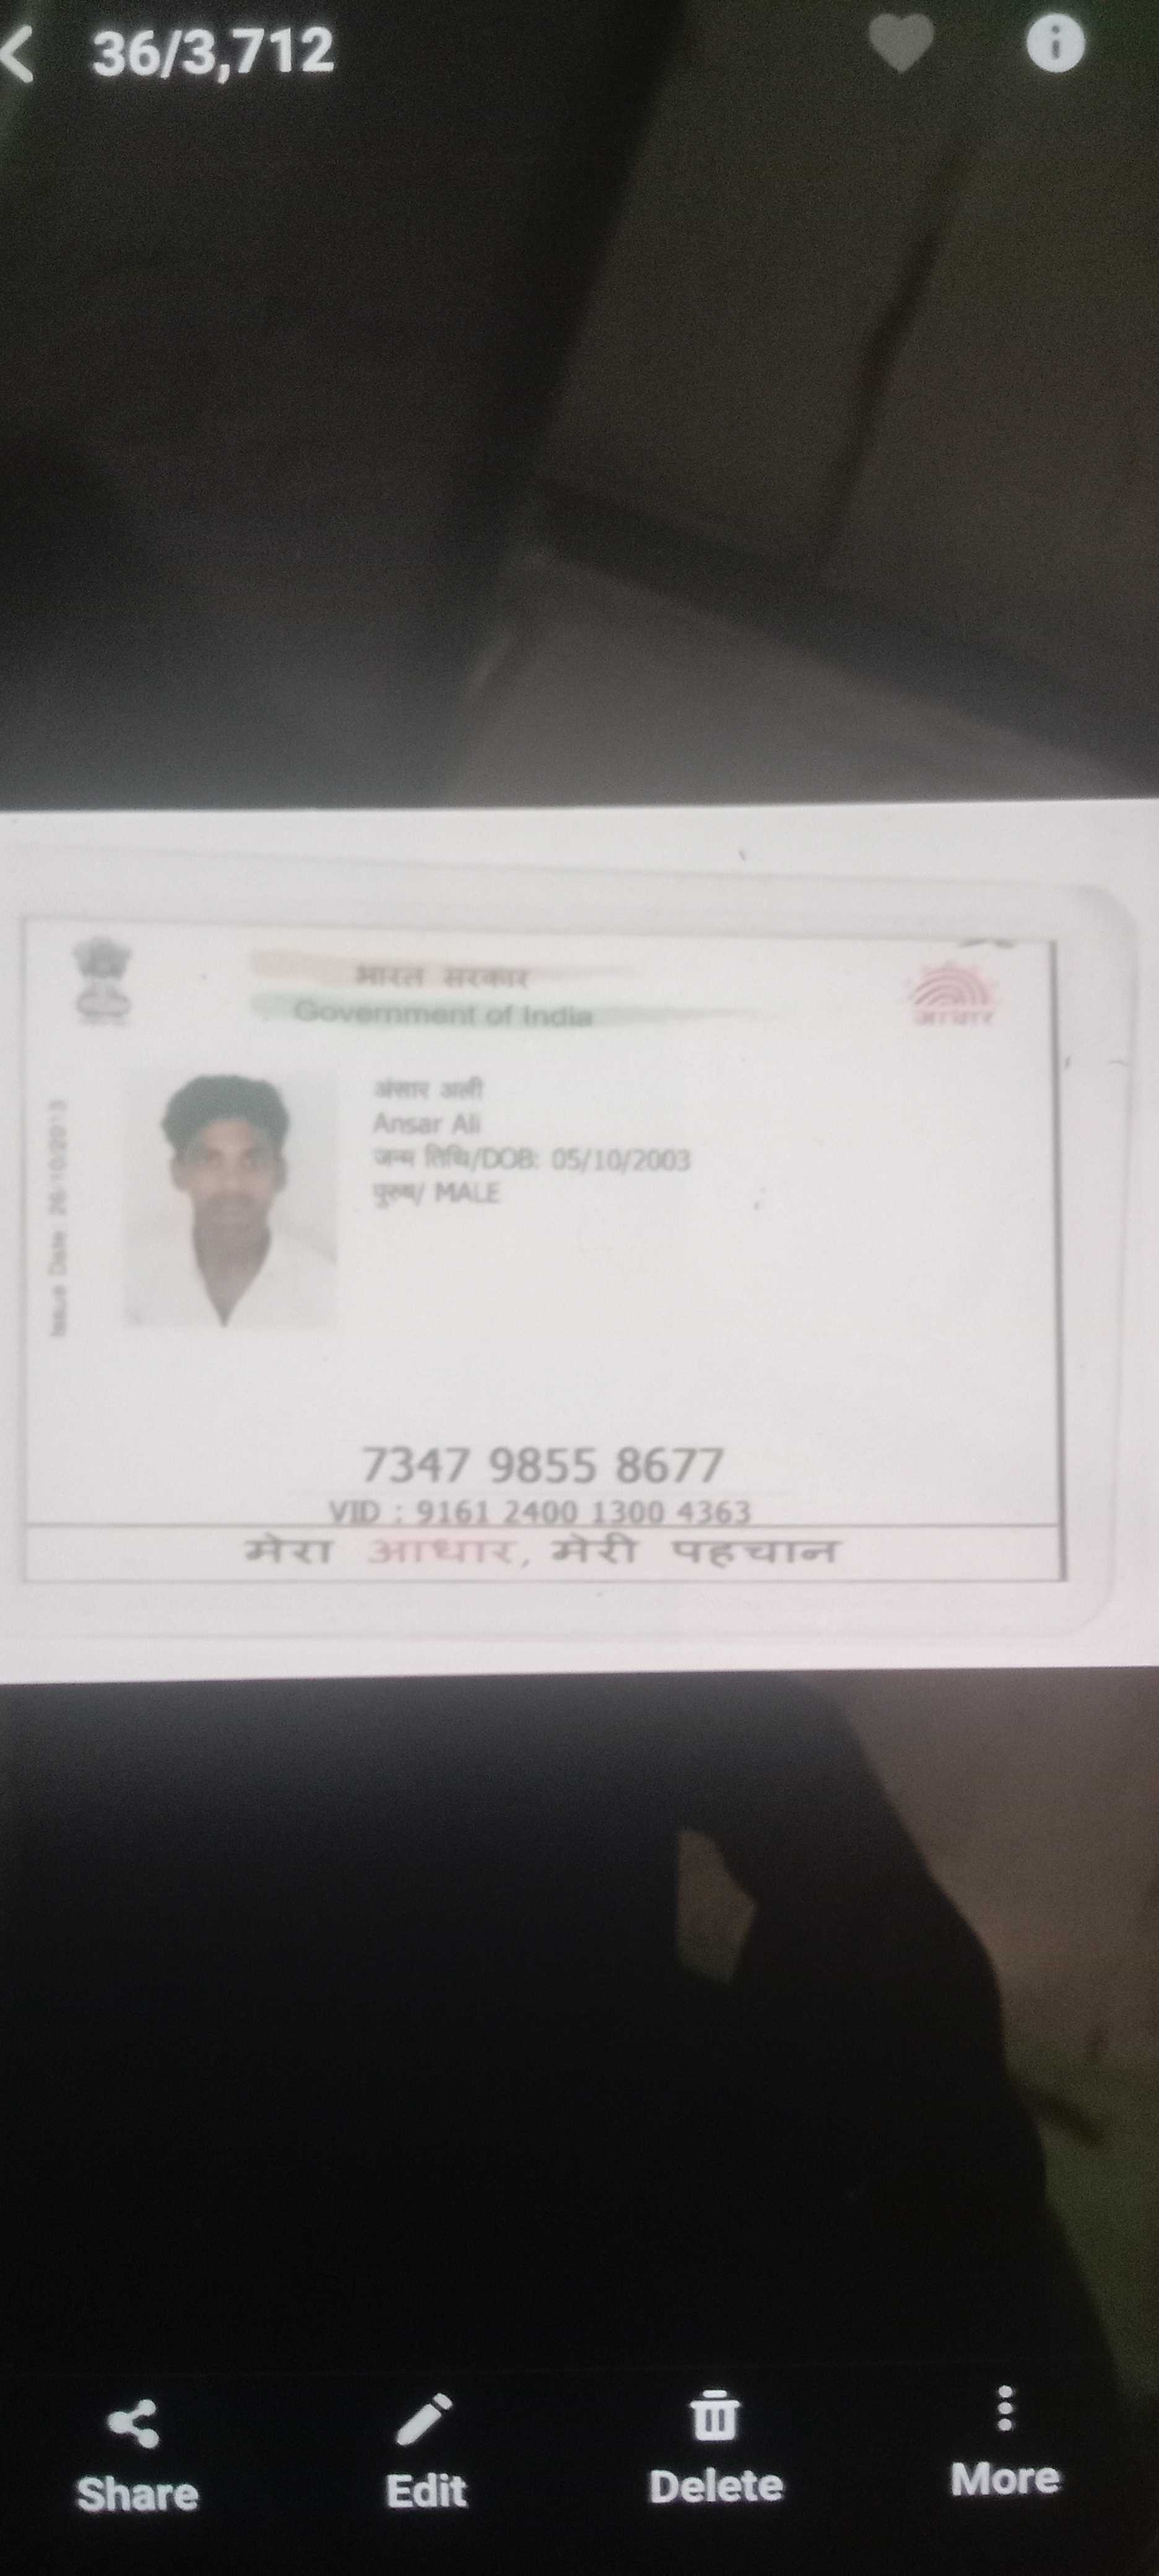 36/3,712
भारत सरकार
Government of India
आधार
Issue Date: 26/10/2013
अंसार अली
Ansar Ali
जन्म तिथि/DOB: 05/10/2003
पुरुष/ MALE
7347 9855 8677
VID : 9161 2400 1300 4363
मेरा आधार, मेरी पहचान
Share
Edit
Delete
More